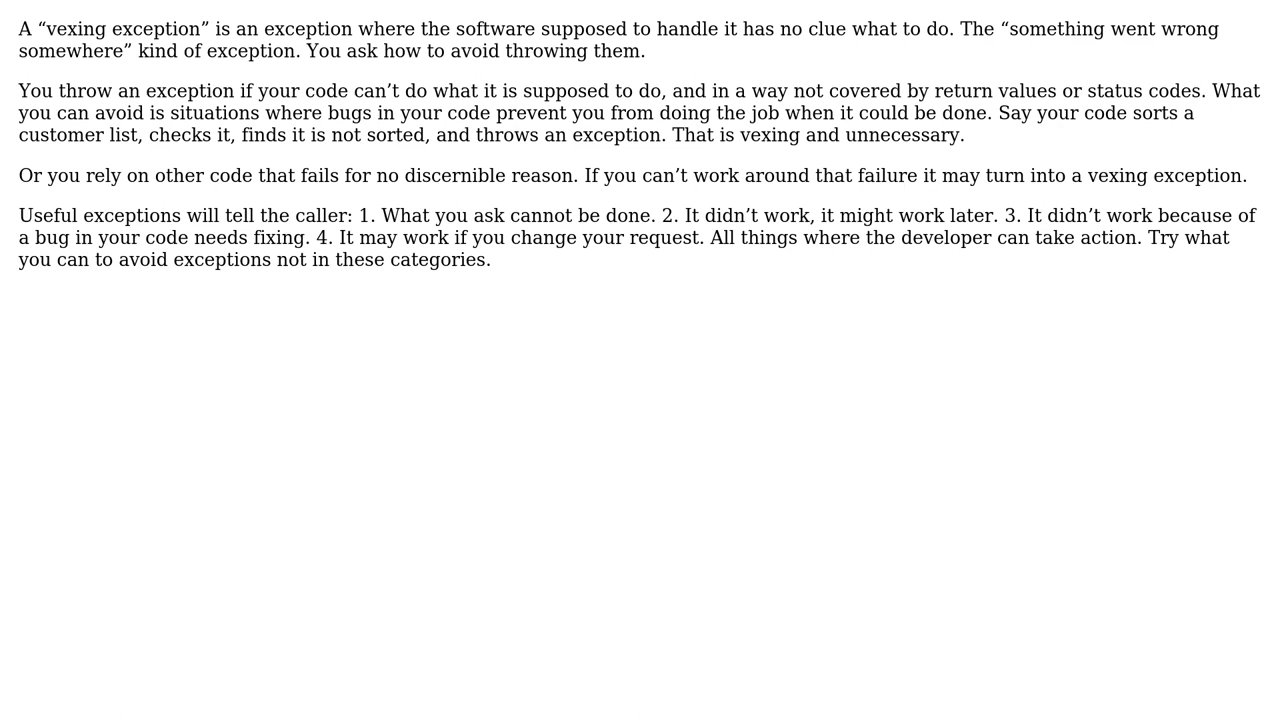 A “vexing exception” is an exception where the software supposed to handle it has no clue what to do. The “something went wrong
somewhere” kind of exception. You ask how to avoid throwing them.
You throw an exception if your code can’t do what it is supposed to do, and in a way not covered by return values or status codes. What
you can avoid is situations where bugs in your code prevent you from doing the job when it could be done. Say your code sorts a
customer list, checks it, finds it is not sorted, and throws an exception. That is vexing and unnecessary.
Or you rely on other code that fails for no discernible reason. If you can’t work around that failure it may turn into a vexing exception.
Useful exceptions will tell the caller: 1. What you ask cannot be done. 2. It didn’t work, it might work later. 3. It didn’t work because of
a bug in your code needs fixing. 4. It may work if you change your request. All things where the developer can take action. Try what
you can to avoid exceptions not in these categories.